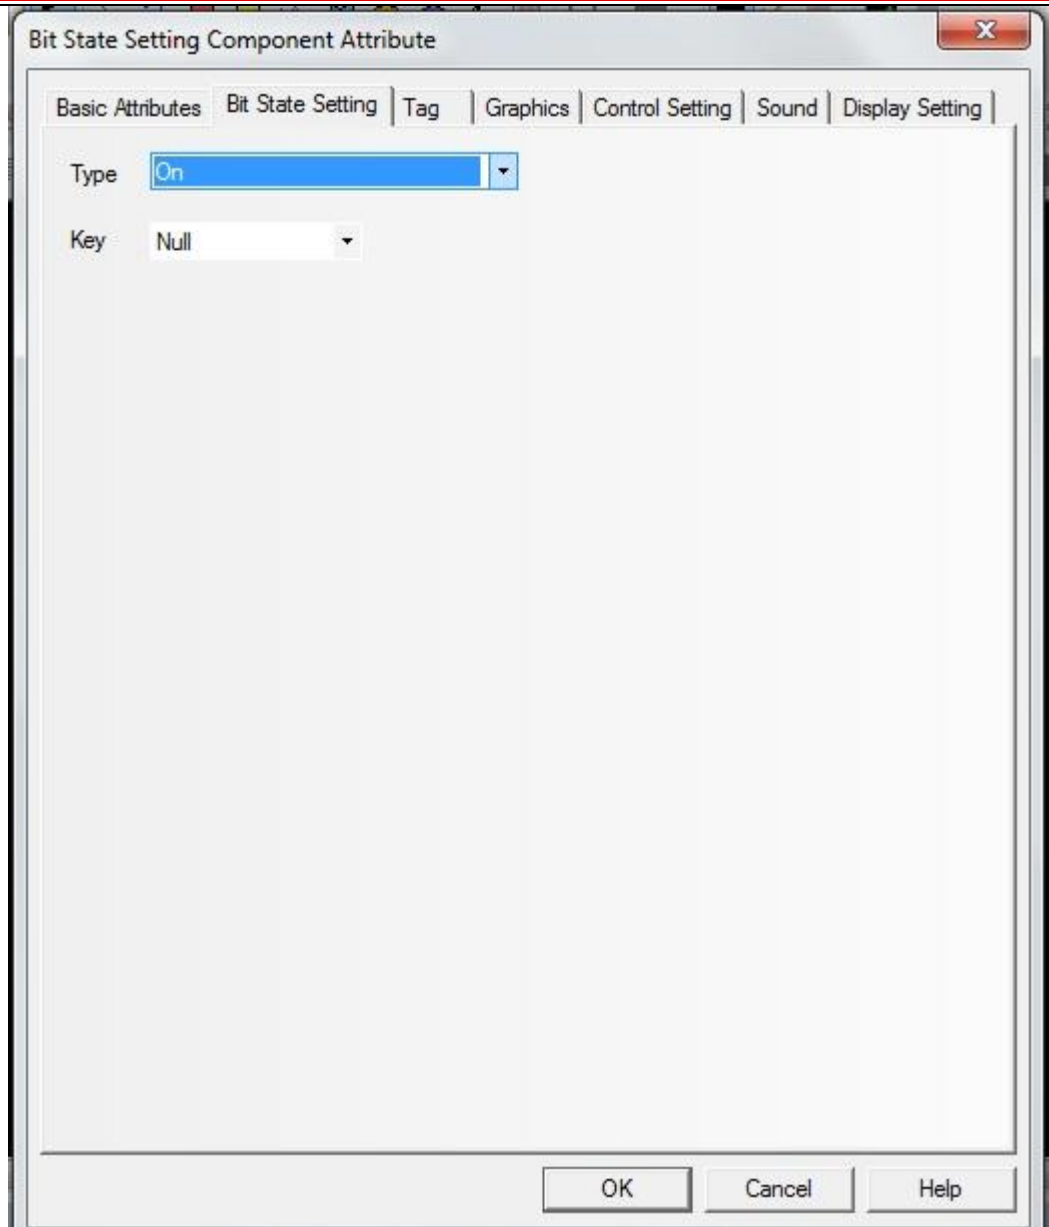 Bit State Setting Component Attribute
Basic Attributes Bit State Setting Tag Graphics Control Setting Sound Display Setting
Type On
Key Null
OK Cancel Help